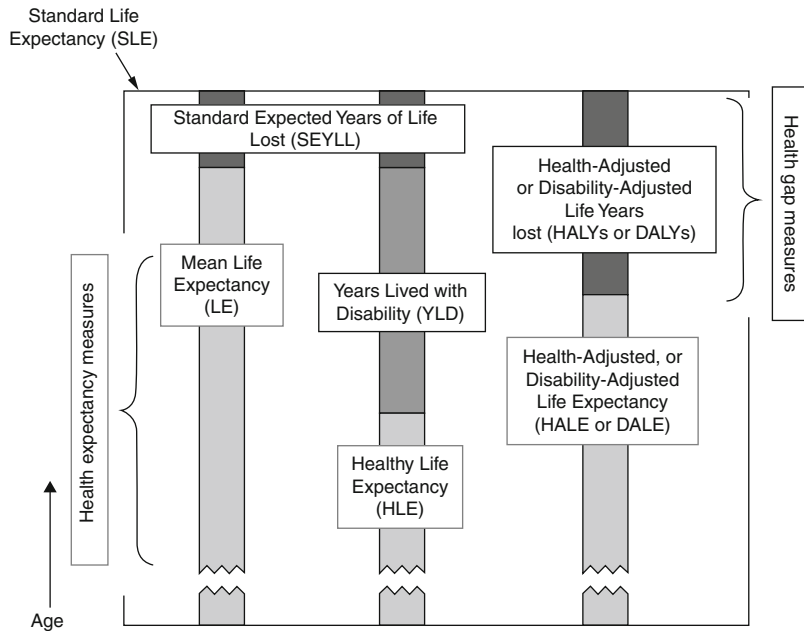 Standard Life
Expectancy (SLE)
Standard Expected Years of Life
Lost (SEYLL)
Health-Adjusted
or Disability-Adjusted
Life Years
lost (HALYs or DALYs)
Health gap measures
Mean Life
Expectancy
(LE)
Years Lived with
Disability (YLD)
Health expectancy measures
Health-Adjusted, or
Disability-Adjusted
Life Expectancy
(HALE or DALE)
Healthy Life
Expectancy
(HLE)
Age